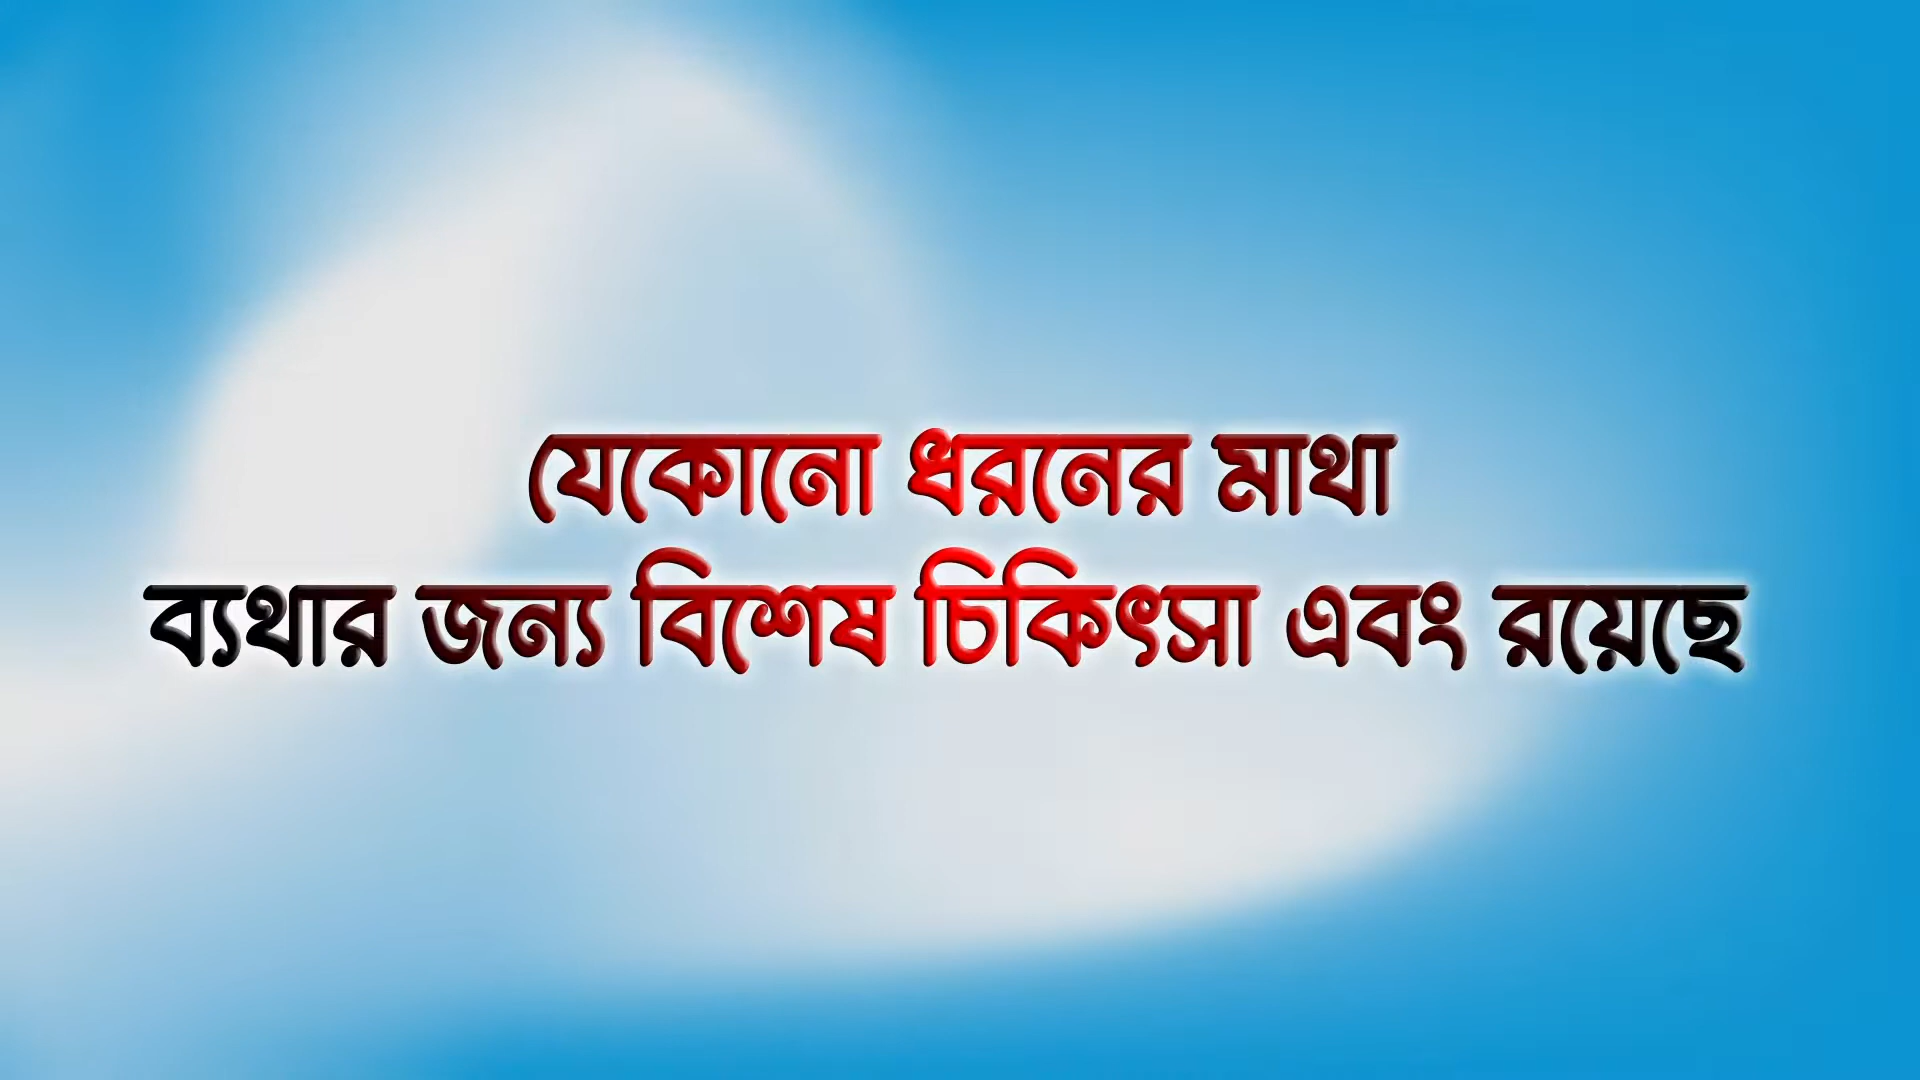 যেকোনো ধরনের মাথা
ব্যথার জন্য বিশেষ চিকিৎসা এবং রয়েছে